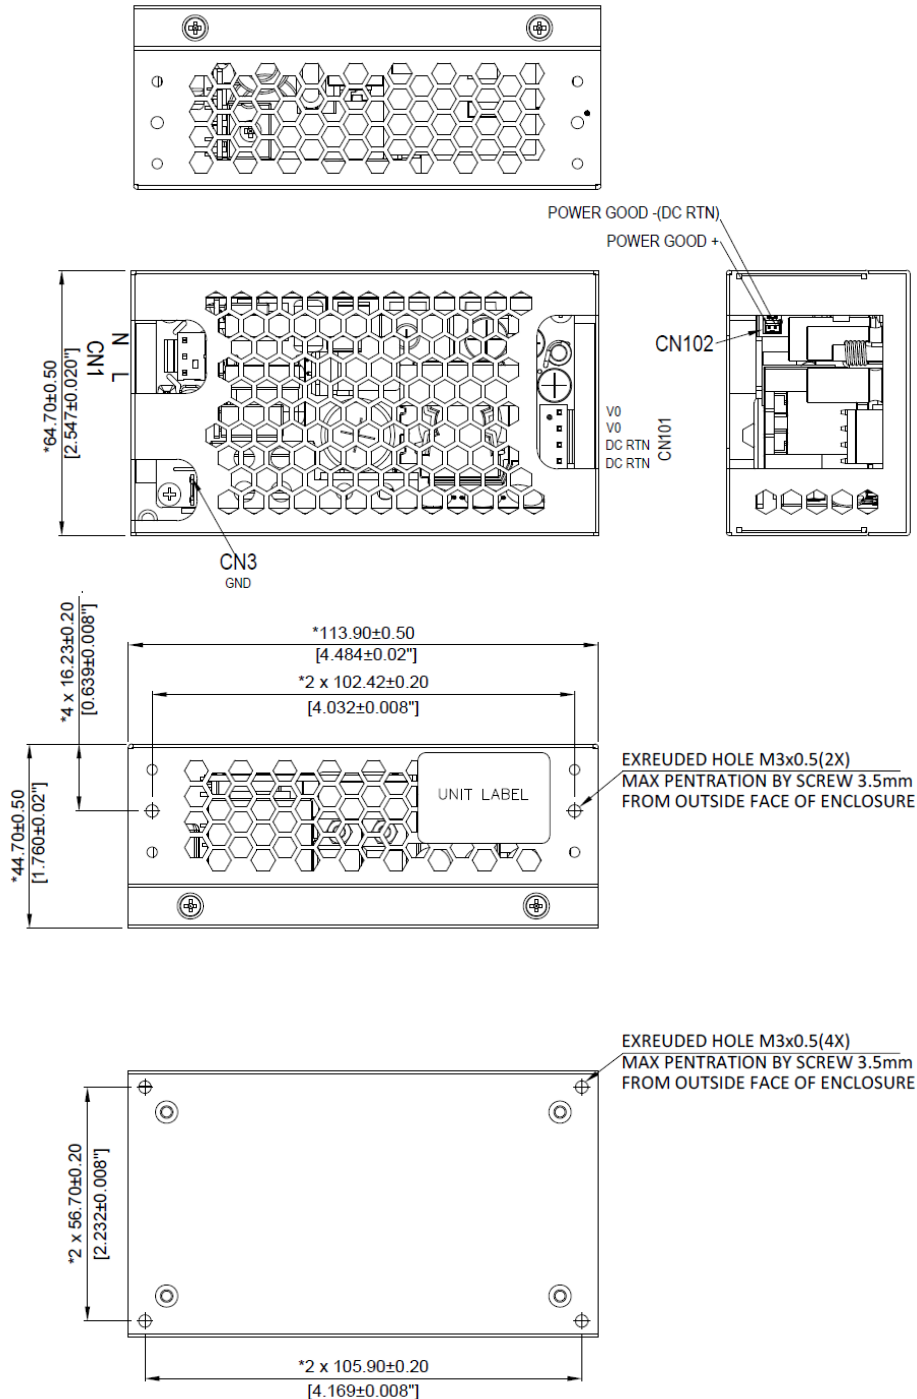 POWER GOOD -(DC RTN)
POWER GOOD +
CN102
N
L
CN1
*64.70±0.50
[2.547±0.020"]
V0
V0
DC RTN
DC RTN
CN101
CN3
GND
*4 x 16.23±0.20
[0.639±0.008"]
*113.90±0.50
[4.484±0.02"]
*2 x 102.42±0.20
[4.032±0.008"]
*44.70±0.50
[1.760±0.02"]
UNIT LABEL
EXREUDED HOLE M3x0.5(2X)
MAX PENTRATION BY SCREW 3.5mm
FROM OUTSIDE FACE OF ENCLOSURE
EXREUDED HOLE M3x0.5(4X)
MAX PENTRATION BY SCREW 3.5mm
FROM OUTSIDE FACE OF ENCLOSURE
*2 x 56.70±0.20
[2.232±0.008"]
*2 x 105.90±0.20
[4.169±0.008"]